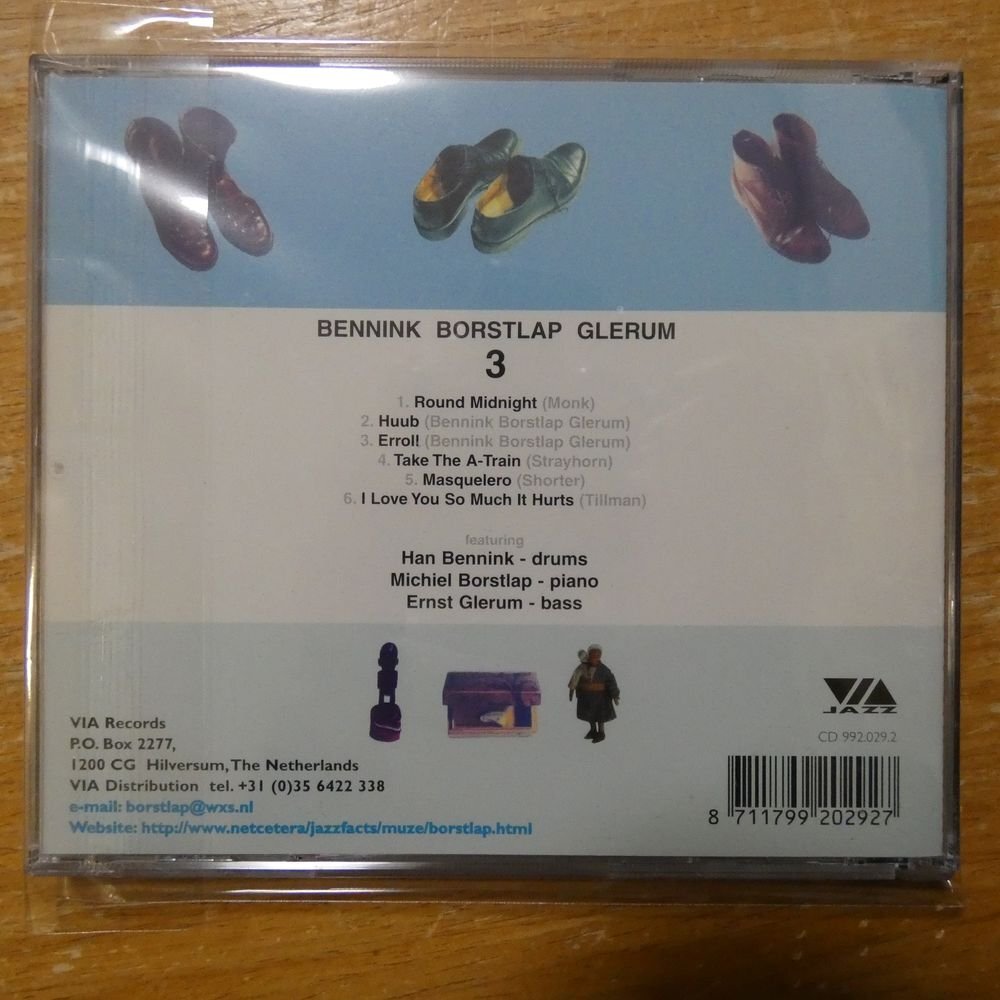 BENNINK BORSTLAP GLERUM
3
1. Round Midnight (Monk)
2. Huub (Bennink Borstlap Glerum)
3. Errol! (Bennink Borstlap Glerum)
4. Take The A-Train (Strayhorn)
5. Masquelero (Shorter)
6. I Love You So Much It Hurts (Tillman)
featuring
Han Bennink - drums
Michiel Borstlap - piano
Ernst Glerum - bass
VIA Records
P.O. Box 2277,
1200 CG Hilversum, The Netherlands
VIA Distribution tel. +31 (0)35 6422 338
e-mail: borstlap@wxs.nl
Website: http://www.netcetera/jazzfacts/muze/borstlap.html
VIA
JAZZ
CD 992.029.2
8 711799 202927